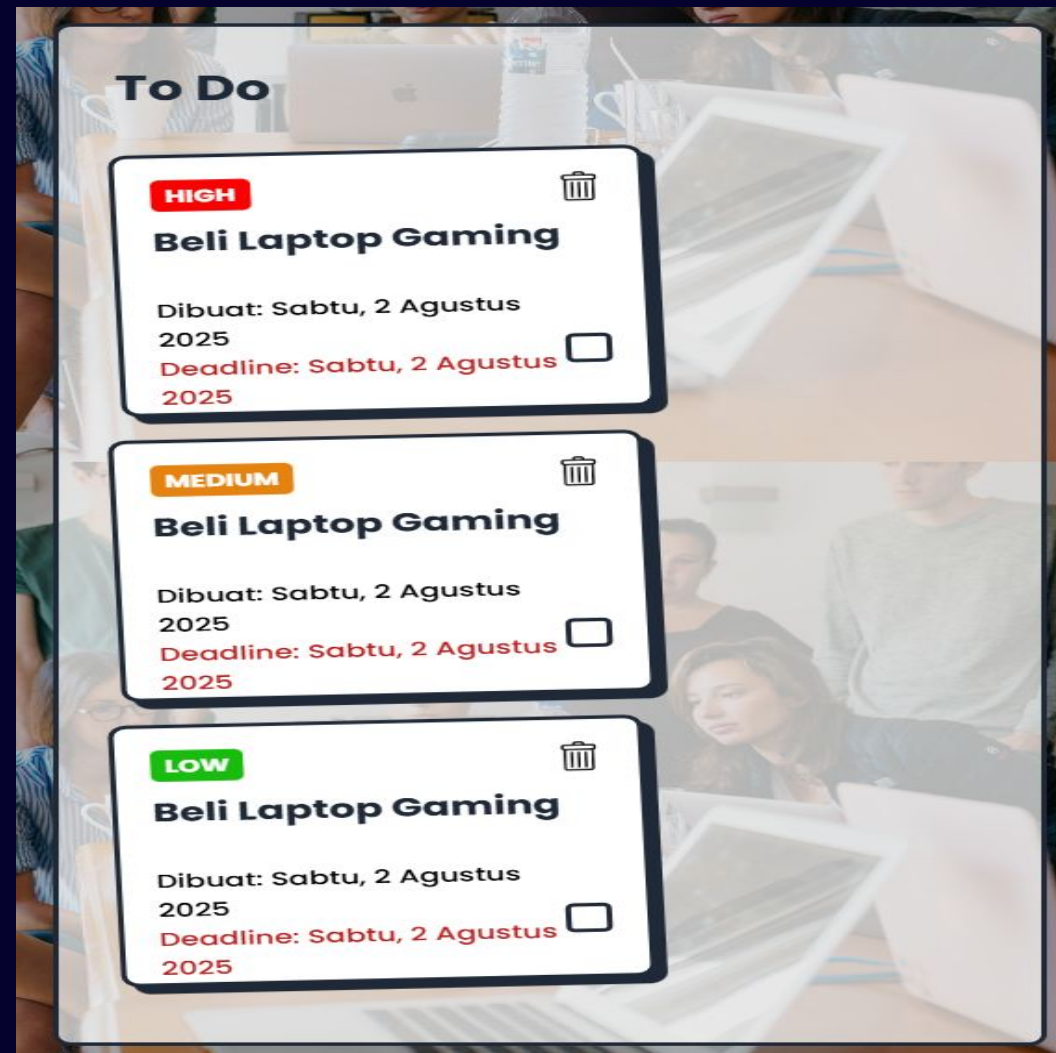 To Do
HIGH
Beli Laptop Gaming
Dibuat: Sabtu, 2 Agustus
2025
Deadline: Sabtu, 2 Agustus
2025
MEDIUM
Beli Laptop Gaming
Dibuat: Sabtu, 2 Agustus
2025
Deadline: Sabtu, 2 Agustus
2025
LOW
Beli Laptop Gaming
Dibuat: Sabtu, 2 Agustus
2025
Deadline: Sabtu, 2 Agustus
2025